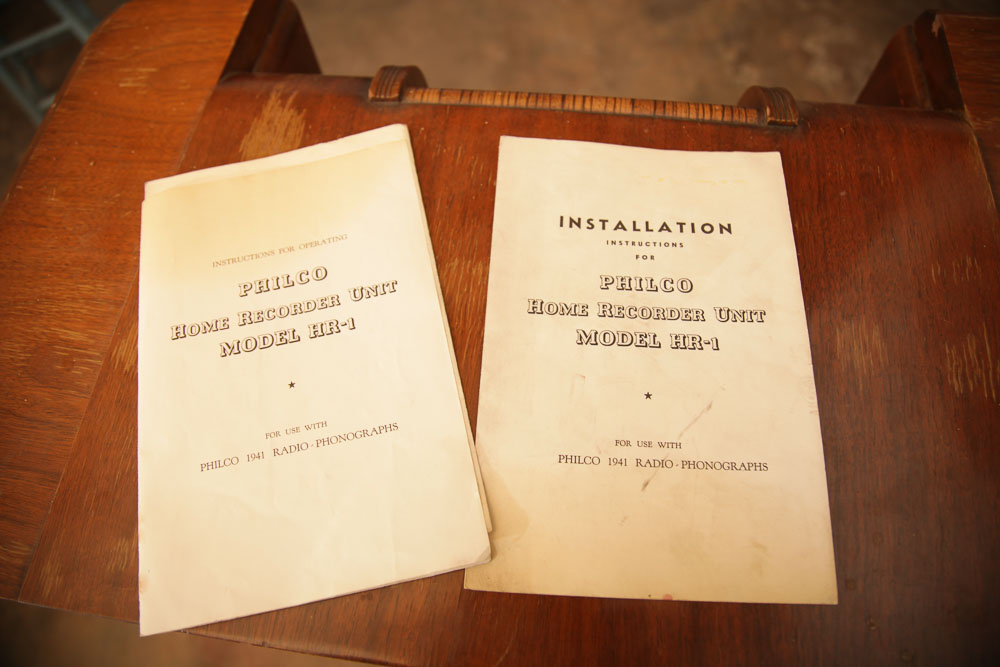 INSTRUCTIONS FOR OPERATING
PHILCO
HOME RECORDER UNIT
MODEL HR-1
FOR USE WITH
PHILCO 1941 RADIO-PHONOGRAPHS
INSTALLATION
INSTRUCTIONS
FOR
PHILCO
HOME RECORDER UNIT
MODEL HR-1
FOR USE WITH
PHILCO 1941 RADIO-PHONOGRAPHS